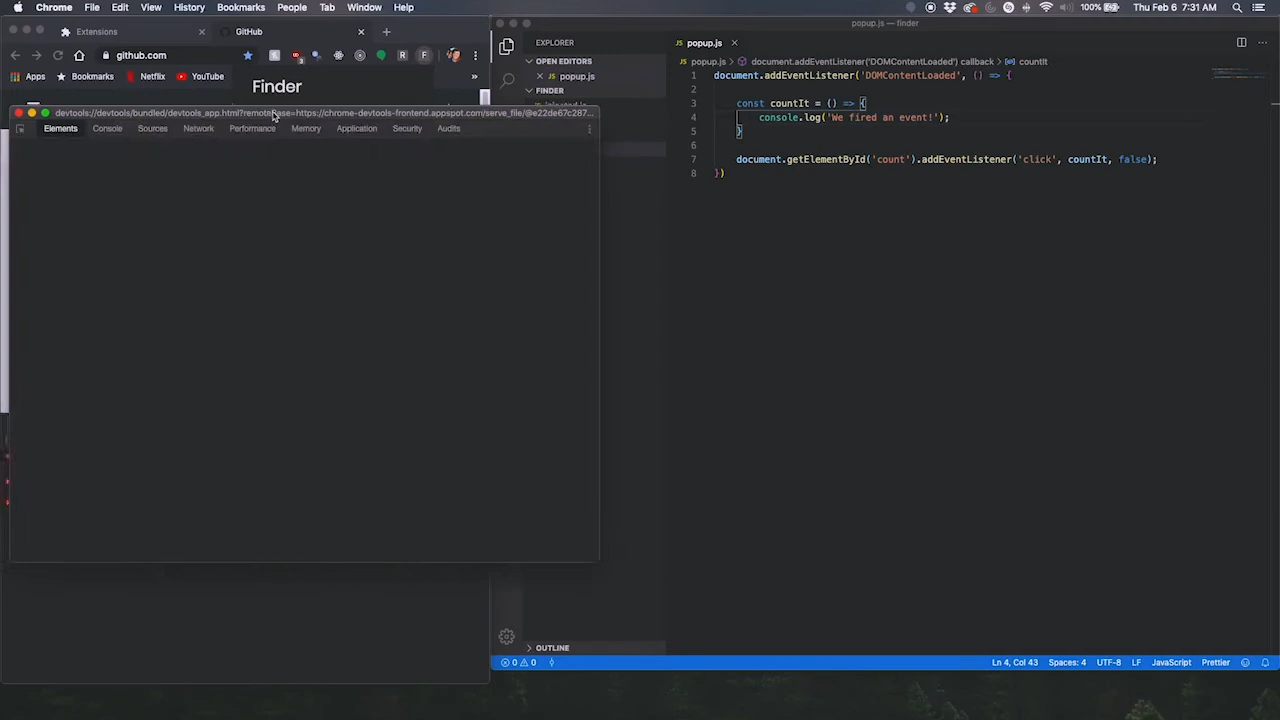 Chrome File Edit View History Bookmarks People Tab Window Help 100% Thu Feb 6 7:31 AM
popup.js — finder
Extensions GitHub
github.com
Apps Bookmarks Netflix YouTube »
Finder
devtools://devtools/bundled/devtools_app.html?remoteBase=https://chrome-devtools-frontend.appspot.com/serve_file/@e22de67c287...
Elements Console Sources Network Performance Memory Application Security Audits
EXPLORER
OPEN EDITORS
popup.js
FINDER
popup.js
JS popup.js > document.addEventListener('DOMContentLoaded') callback > countIt
1 document.addEventListener('DOMContentLoaded', () => {
2
3 const countIt = () => {
4 console.log('We fired an event!');
5 }
6
7 document.getElementById('count').addEventListener('click', countIt, false);
8 })
OUTLINE
0 0 Ln 4, Col 43 Spaces: 4 UTF-8 LF JavaScript Prettier